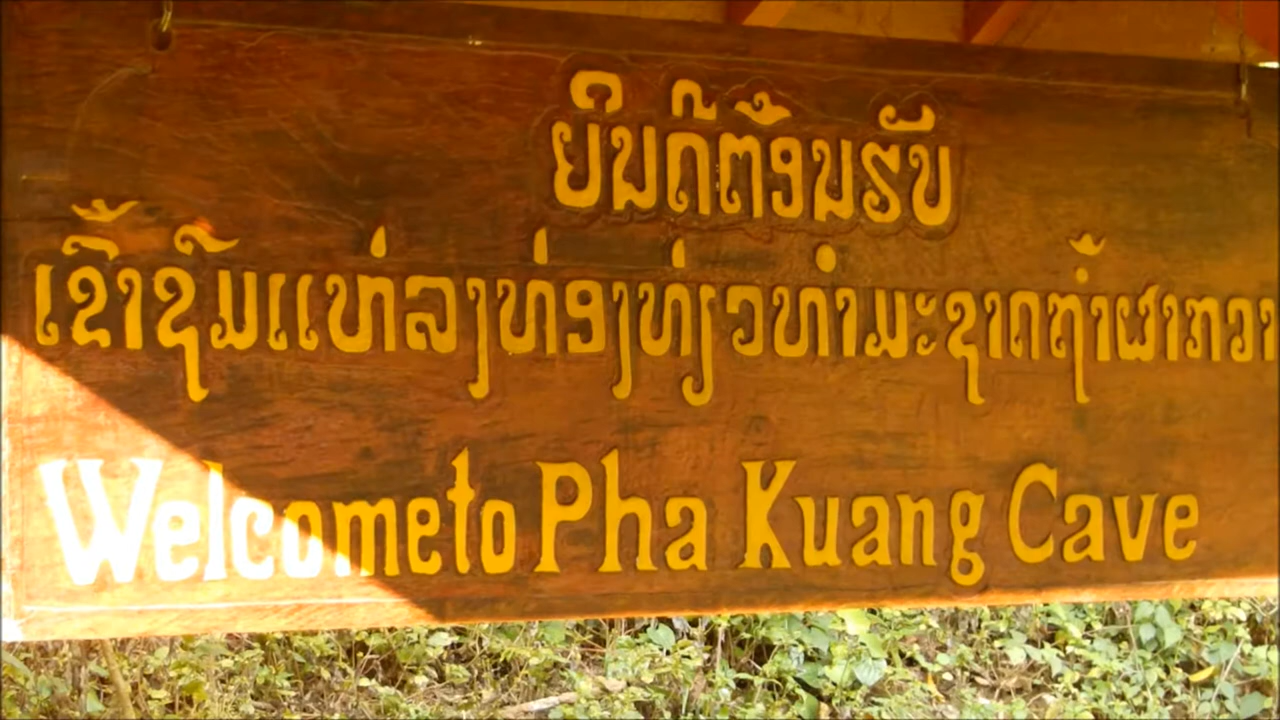 ຍິນດີຕ້ອນຮັບ
ເຂົ້າຊົມແຫ່ລງທ່ອງທ່ຽວທຳມະຊາດຖ້ຳຜາກວາ
Welcome to Pha Kuang Cave